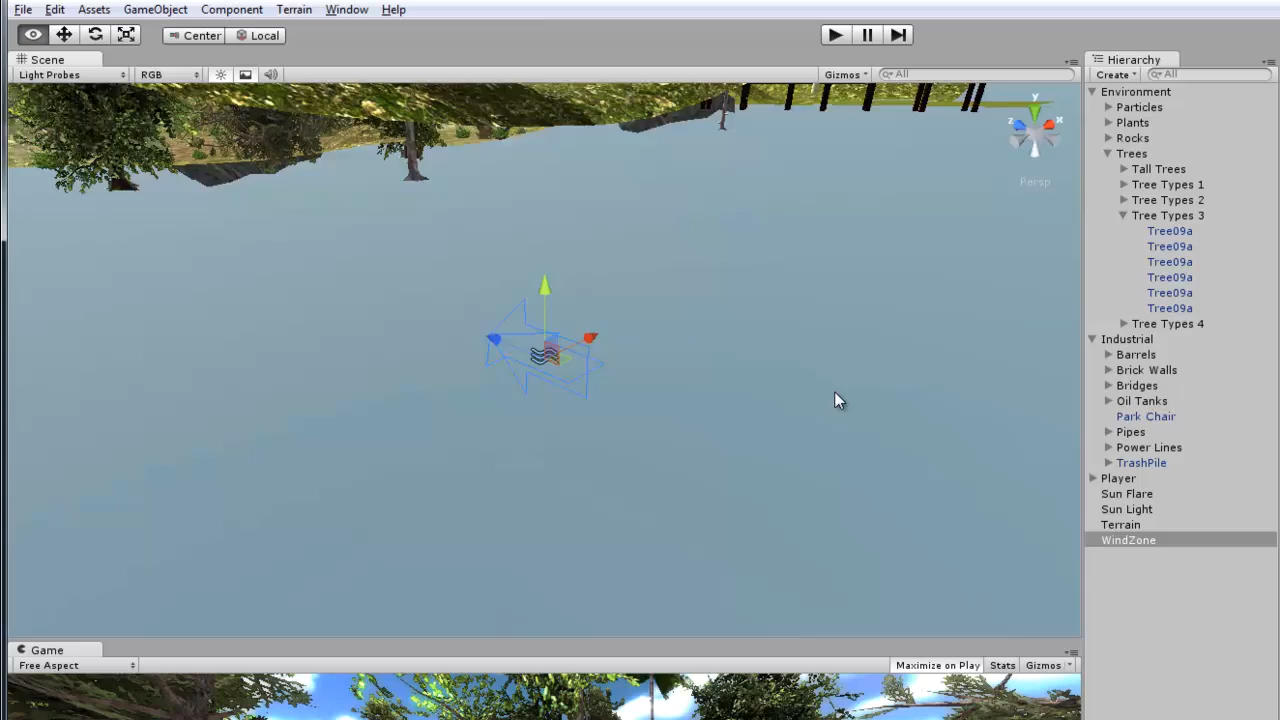 File Edit Assets GameObject Component Terrain Window Help
Center Local
Scene
Light Probes RGB Gizmos All
y
z x
Persp
Hierarchy
Create All
Environment
Particles
Plants
Rocks
Trees
Tall Trees
Tree Types 1
Tree Types 2
Tree Types 3
Tree09a
Tree09a
Tree09a
Tree09a
Tree09a
Tree09a
Tree Types 4
Industrial
Barrels
Brick Walls
Bridges
Oil Tanks
Park Chair
Pipes
Power Lines
TrashPile
Player
Sun Flare
Sun Light
Terrain
WindZone
Game
Free Aspect Maximize on Play Stats Gizmos